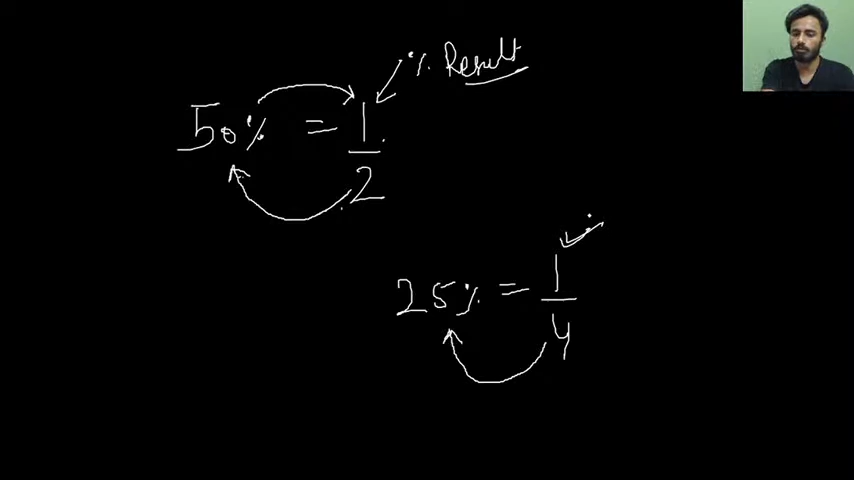 % Result
50% = 1/2
25% = 1/4